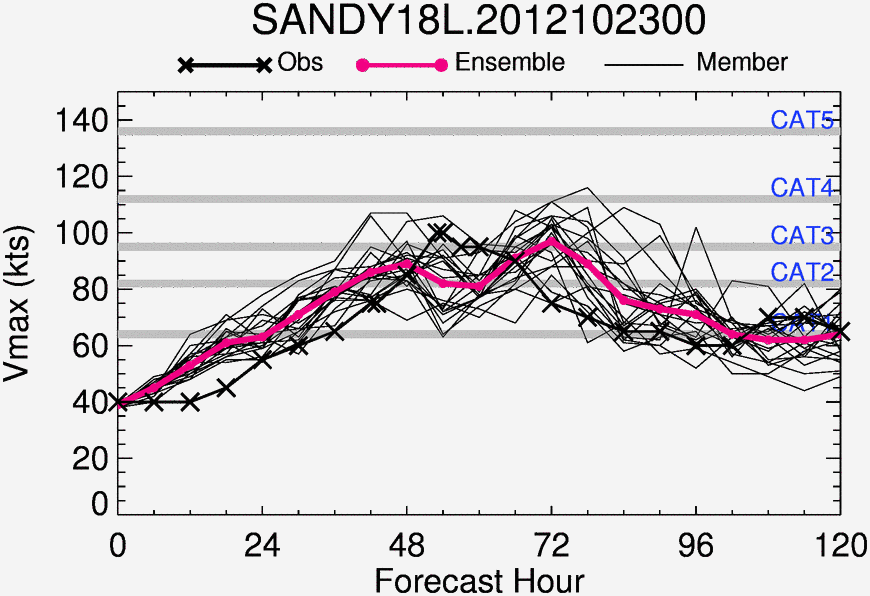 SANDY18L.2012102300
Obs Ensemble Member
140
120
100
80
60
40
20
0
CAT5
CAT4
CAT3
CAT2
CAT1
Vmax (kts)
0 24 48 72 96 120
Forecast Hour